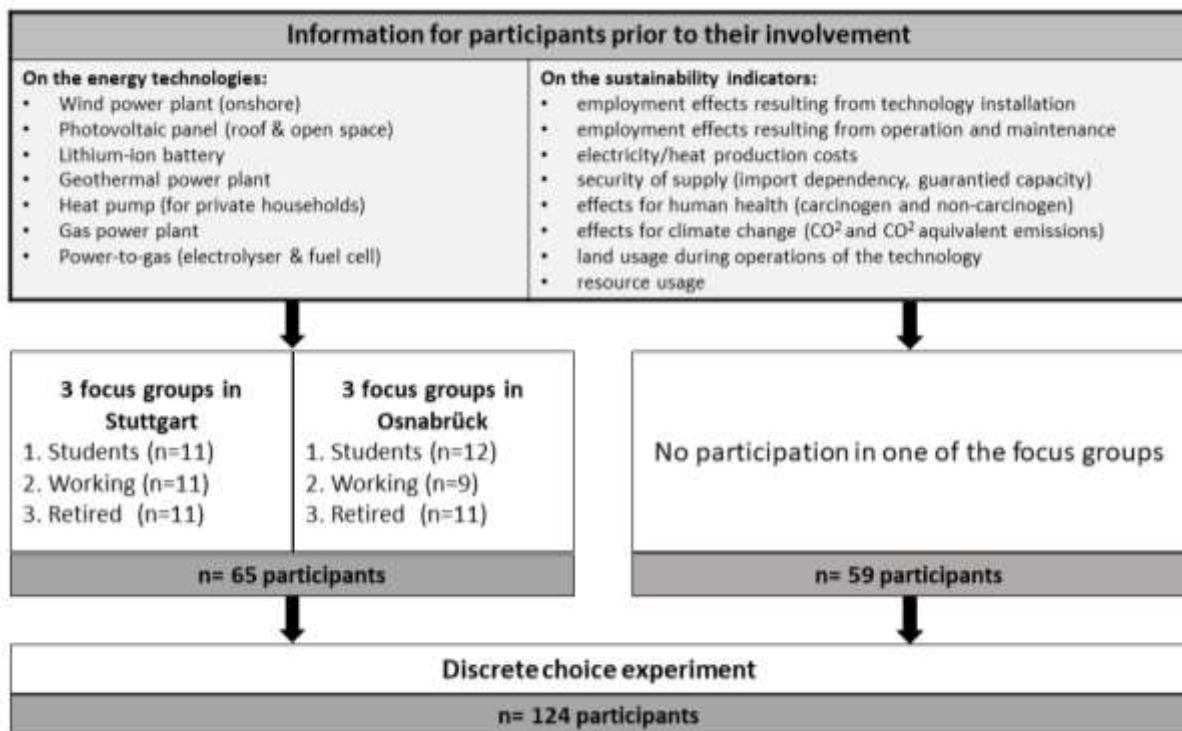 Information for participants prior to their involvement
On the energy technologies:
• Wind power plant (onshore)
• Photovoltaic panel (roof & open space)
• Lithium-ion battery
• Geothermal power plant
• Heat pump (for private households)
• Gas power plant
• Power-to-gas (electrolyser & fuel cell)
On the sustainability indicators:
• employment effects resulting from technology installation
• employment effects resulting from operation and maintenance
• electricity/heat production costs
• security of supply (import dependency, guarantied capacity)
• effects for human health (carcinogen and non-carcinogen)
• effects for climate change (CO² and CO² aquivalent emissions)
• land usage during operations of the technology
• resource usage
3 focus groups in
Stuttgart
1. Students (n=11)
2. Working (n=11)
3. Retired (n=11)
3 focus groups in
Osnabrück
1. Students (n=12)
2. Working (n=9)
3. Retired (n=11)
n= 65 participants
No participation in one of the focus groups
n= 59 participants
Discrete choice experiment
n= 124 participants